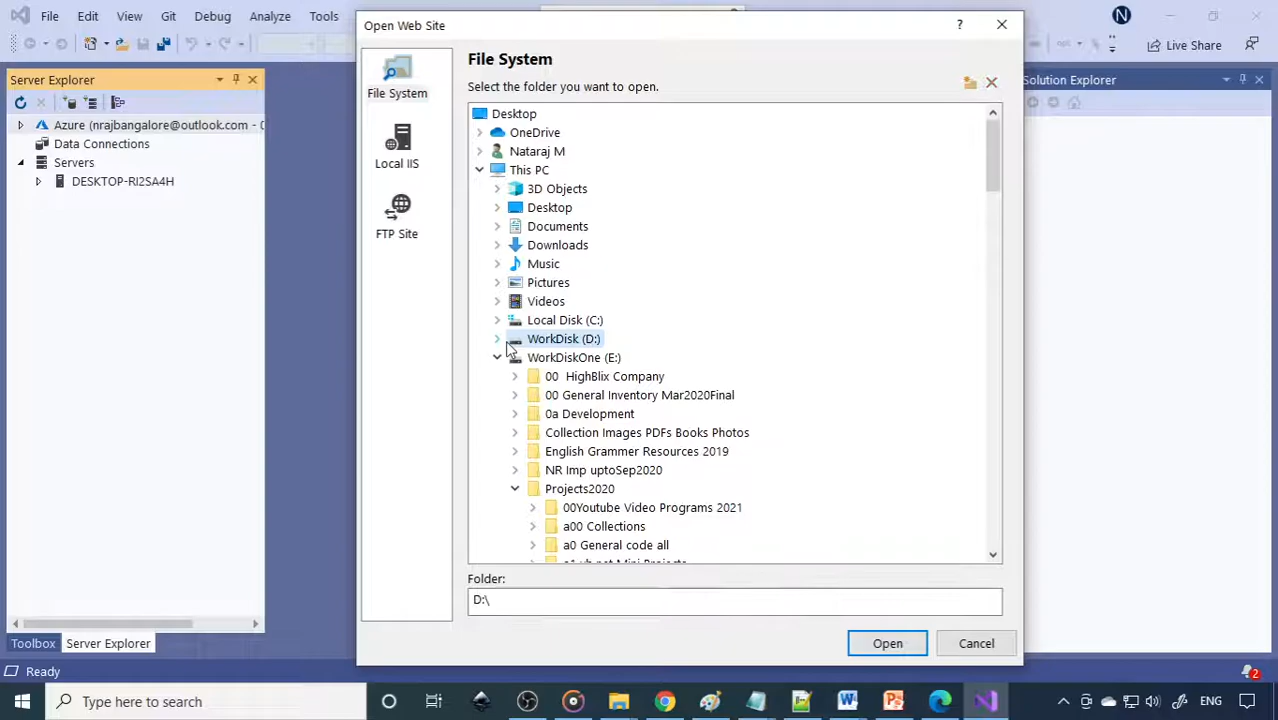 File Edit View Git Debug Analyze Tools
Open Web Site
?
N
Live Share
Server Explorer
Azure (nrajbangalore@outlook.com -
Data Connections
Servers
DESKTOP-RI2SA4H
File System
Local IIS
FTP Site
File System
Select the folder you want to open.
Desktop
OneDrive
Nataraj M
This PC
3D Objects
Desktop
Documents
Downloads
Music
Pictures
Videos
Local Disk (C:)
WorkDisk (D:)
WorkDiskOne (E:)
00 HighBlix Company
00 General Inventory Mar2020Final
0a Development
Collection Images PDFs Books Photos
English Grammer Resources 2019
NR Imp uptoSep2020
Projects2020
00Youtube Video Programs 2021
a00 Collections
a0 General code all
Folder:
D:\
Open Cancel
Solution Explorer
Toolbox Server Explorer
Ready
2
Type here to search
ENG